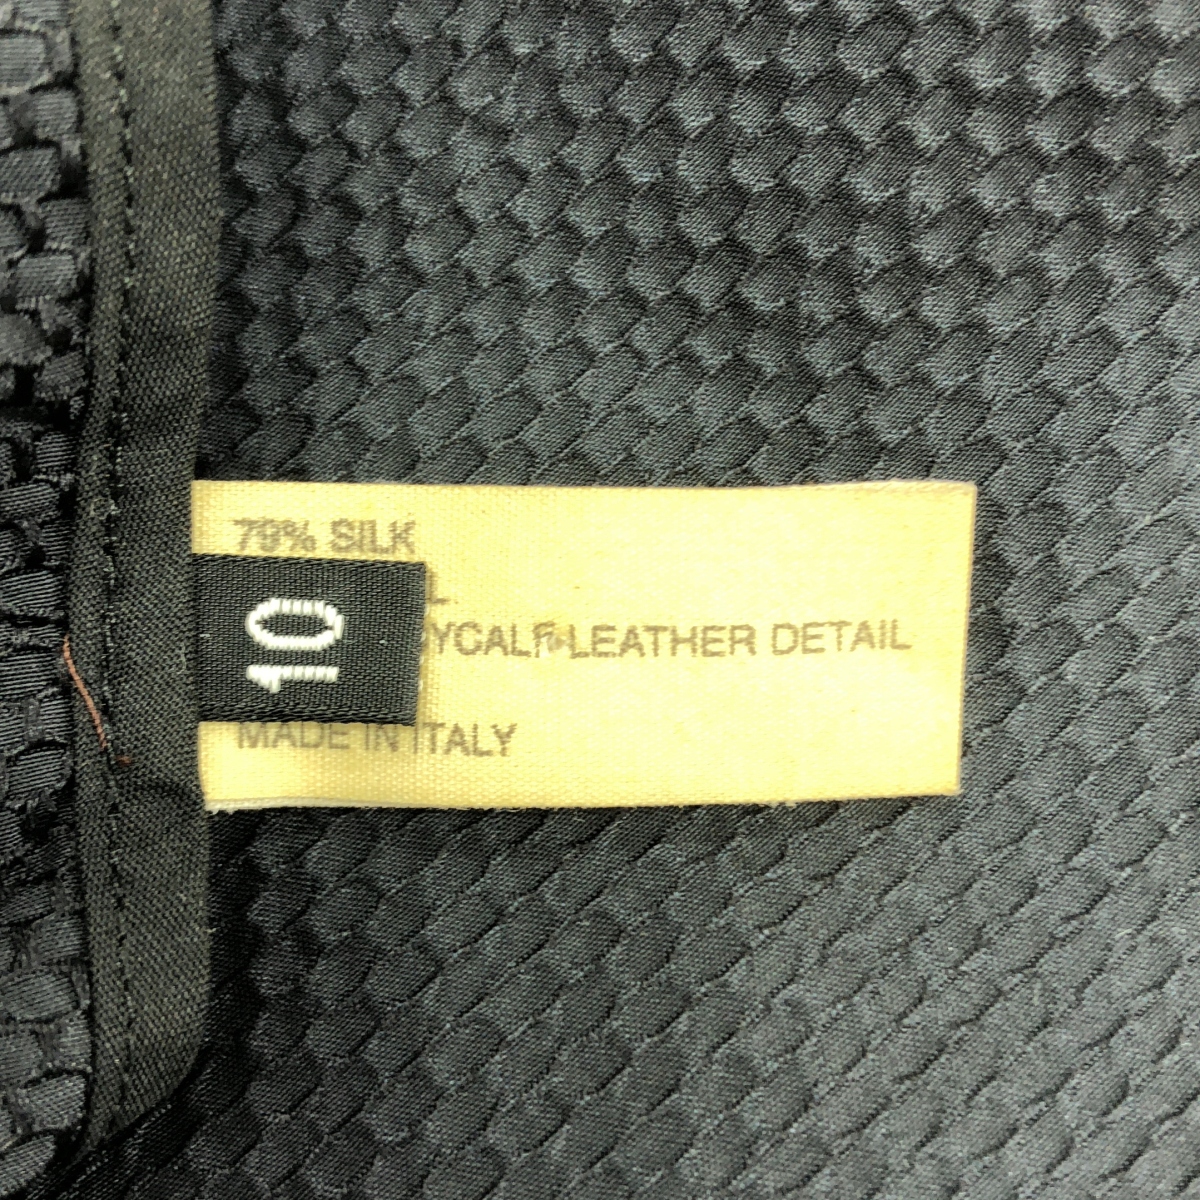 79% SILK
10
YCALF LEATHER DETAIL
MADE IN ITALY